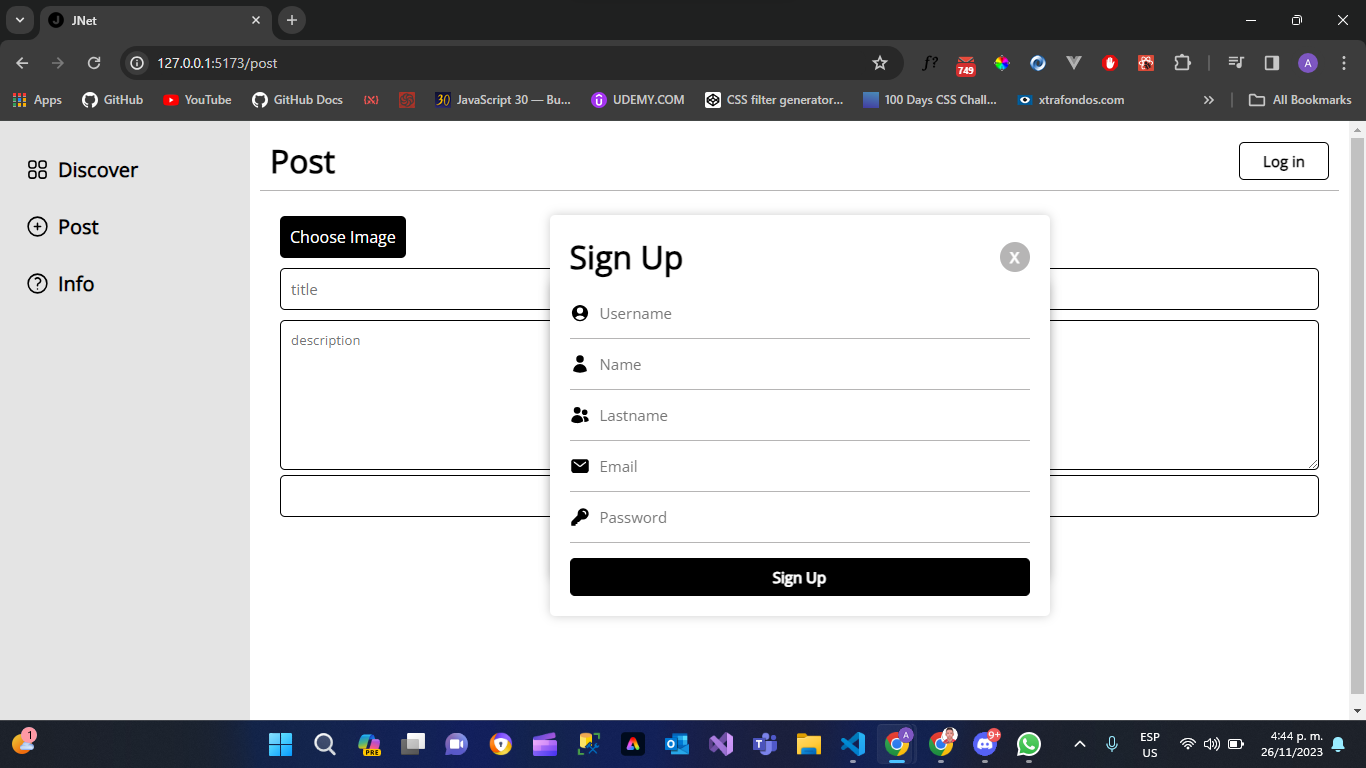 JNet
127.0.0.1:5173/post
f?
749
A
Apps
GitHub
YouTube
GitHub Docs
30 JavaScript 30 — Bu...
UDEMY.COM
CSS filter generator...
100 Days CSS Chall...
xtrafondos.com
All Bookmarks
Discover
Post
Info
Post
Log in
Choose Image
title
description
Sign Up
X
Username
Name
Lastname
Email
Password
Sign Up
1
PRE
A
9+
ESP
US
4:44 p. m.
26/11/2023